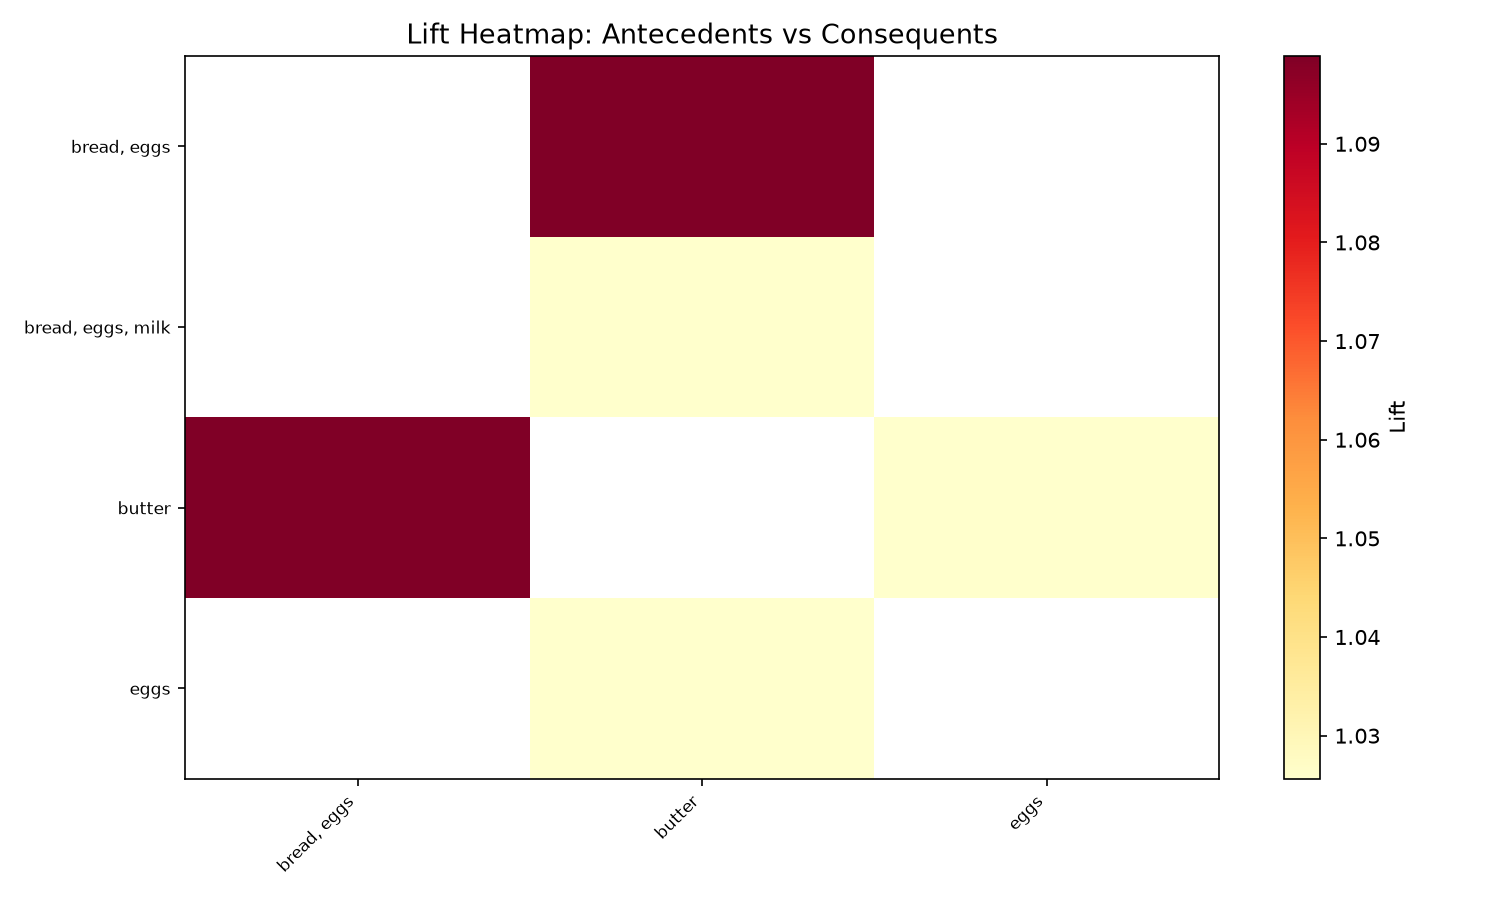 Lift Heatmap: Antecedents vs Consequents
bread, eggs
bread, eggs, milk
butter
eggs
bread, eggs
butter
eggs
1.09
1.08
1.07
1.06
1.05
1.04
1.03
Lift